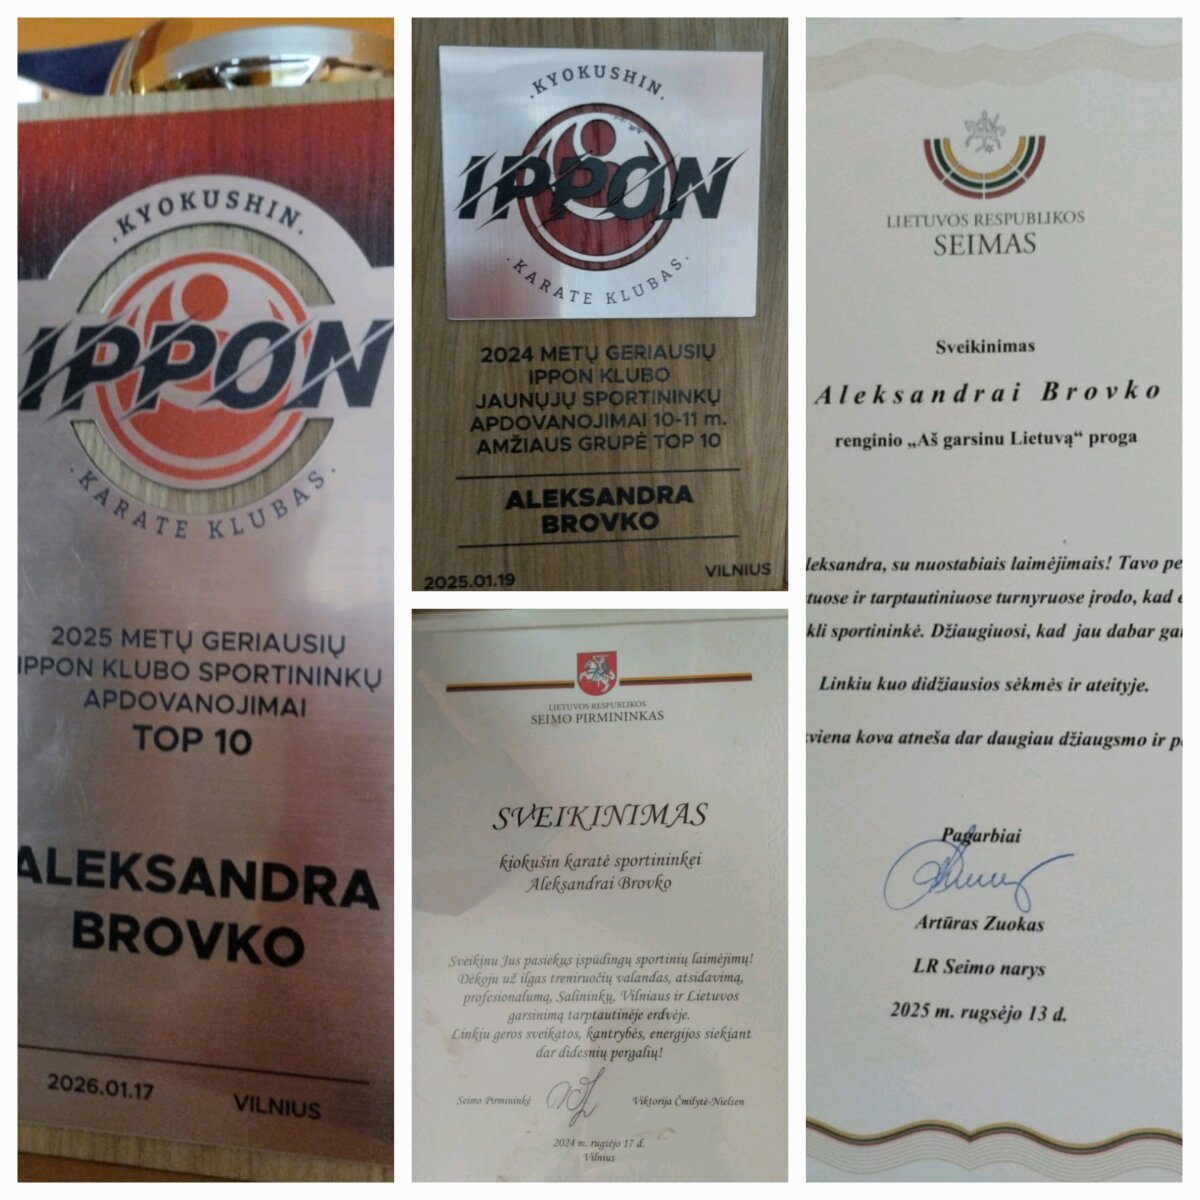 · KYOKUSHIN ·
IPPON
· KARATE KLUBAS ·
2025 METŲ GERIAUSIŲ
IPPON KLUBO SPORTININKŲ
APDOVANOJIMAI
TOP 10
ALEKSANDRA
BROVKO
2026.01.17
VILNIUS
· KYOKUSHIN ·
IPPON
· KARATE KLUBAS ·
2024 METŲ GERIAUSIŲ
IPPON KLUBO
JAUNŲJŲ SPORTININKŲ
APDOVANOJIMAI 10-11 m.
AMŽIAUS GRUPĖ TOP 10
ALEKSANDRA
BROVKO
2025.01.19
VILNIUS
LIETUVOS RESPUBLIKOS
SEIMO PIRMININKAS
SVEIKINIMAS
kiokušin karatė sportininkei
Aleksandrai Brovko
Sveikinu Jus pasiekus įspūdingų sportinių laimėjimų!
Dėkoju už ilgas treniruočių valandas, atsidavimą,
profesionalumą, Salininkų, Vilniaus ir Lietuvos
garsinimą tarptautinėje erdvėje.
Linkiu geros sveikatos, kantrybės, energijos siekiant
dar didesnių pergalių!
Seimo Pirmininkė
Viktorija Čmilytė-Nielsen
2024 m. rugsėjo 17 d.
Vilnius
LIETUVOS RESPUBLIKOS
SEIMAS
Sveikinimas
Aleksandrai Brovko
renginio „Aš garsinu Lietuvą“ proga
leksandra, su nuostabiais laimėjimais! Tavo pe
tuose ir tarptautiniuose turnyruose įrodo, kad
kli sportininkė. Džiaugiuosi, kad jau dabar gar
Linkiu kuo didžiausios sėkmės ir ateityje.
kviena kova atneša dar daugiau džiaugsmo ir p
Pagarbiai
Artūras Zuokas
LR Seimo narys
2025 m. rugsėjo 13 d.